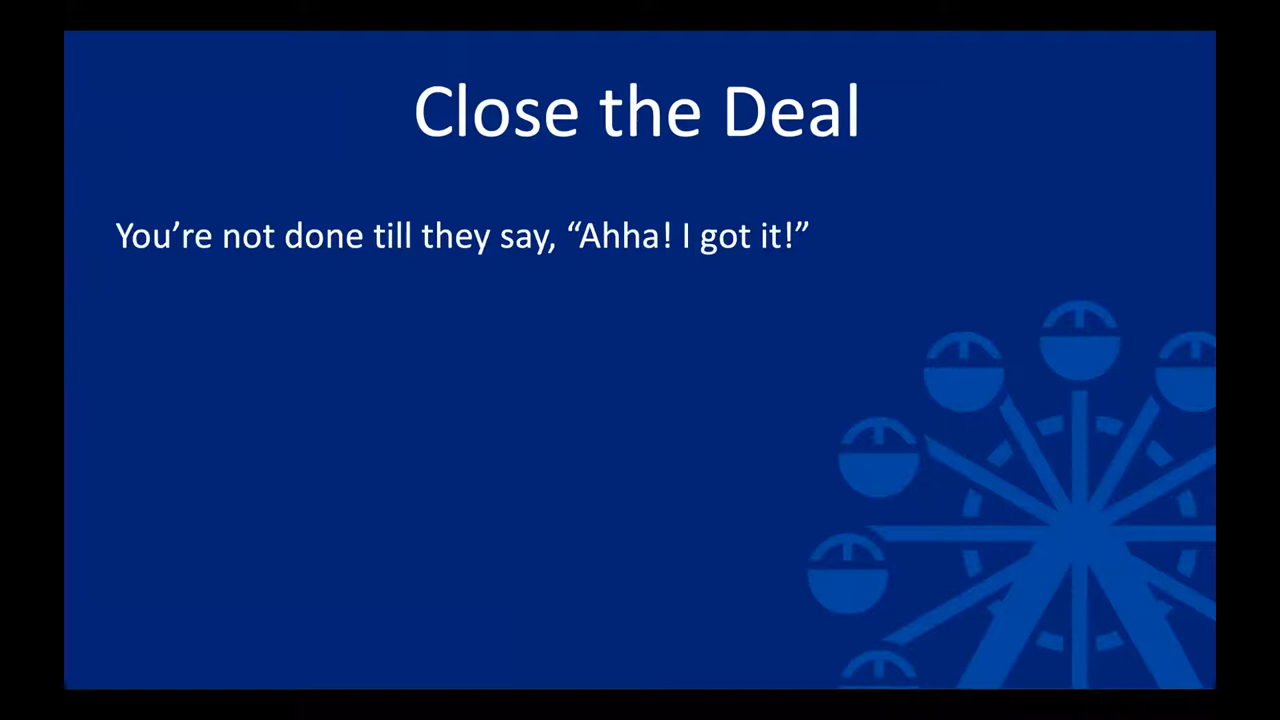 Close the Deal
You’re not done till they say, “Ahha! I got it!”